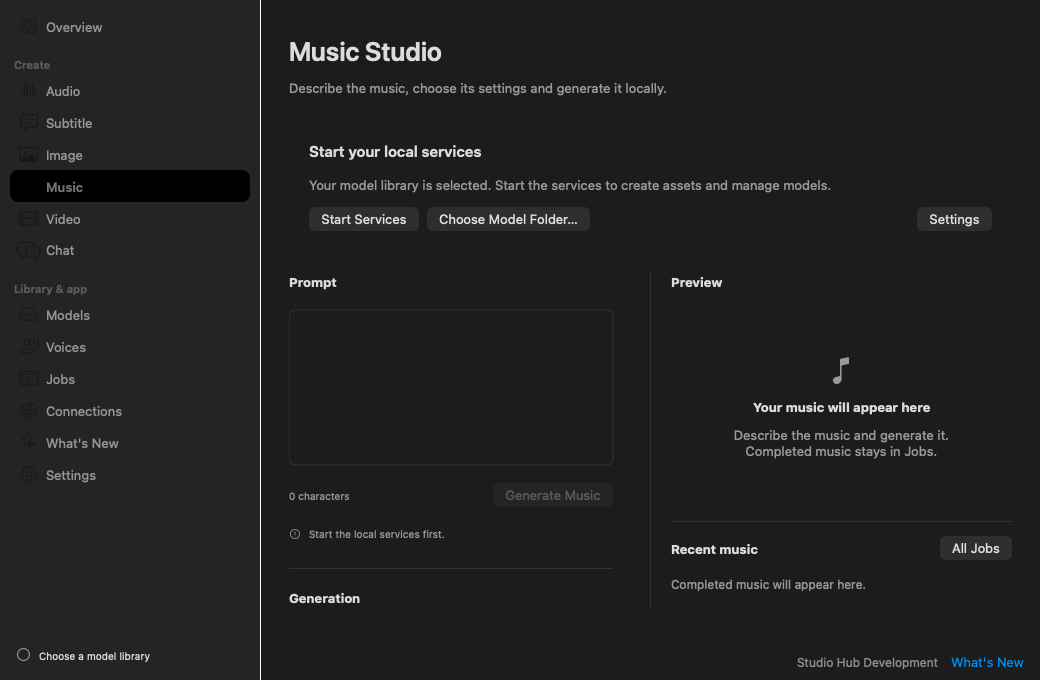 Overview
Create
Audio
Subtitle
Image
Music
Video
Chat
Library & app
Models
Voices
Jobs
Connections
What's New
Settings
Choose a model library
Music Studio
Describe the music, choose its settings and generate it locally.
Start your local services
Your model library is selected. Start the services to create assets and manage models.
Start Services
Choose Model Folder...
Settings
Prompt
0 characters
Generate Music
Start the local services first.
Generation
Preview
Your music will appear here
Describe the music and generate it.
Completed music stays in Jobs.
Recent music
All Jobs
Completed music will appear here.
Studio Hub Development
What's New